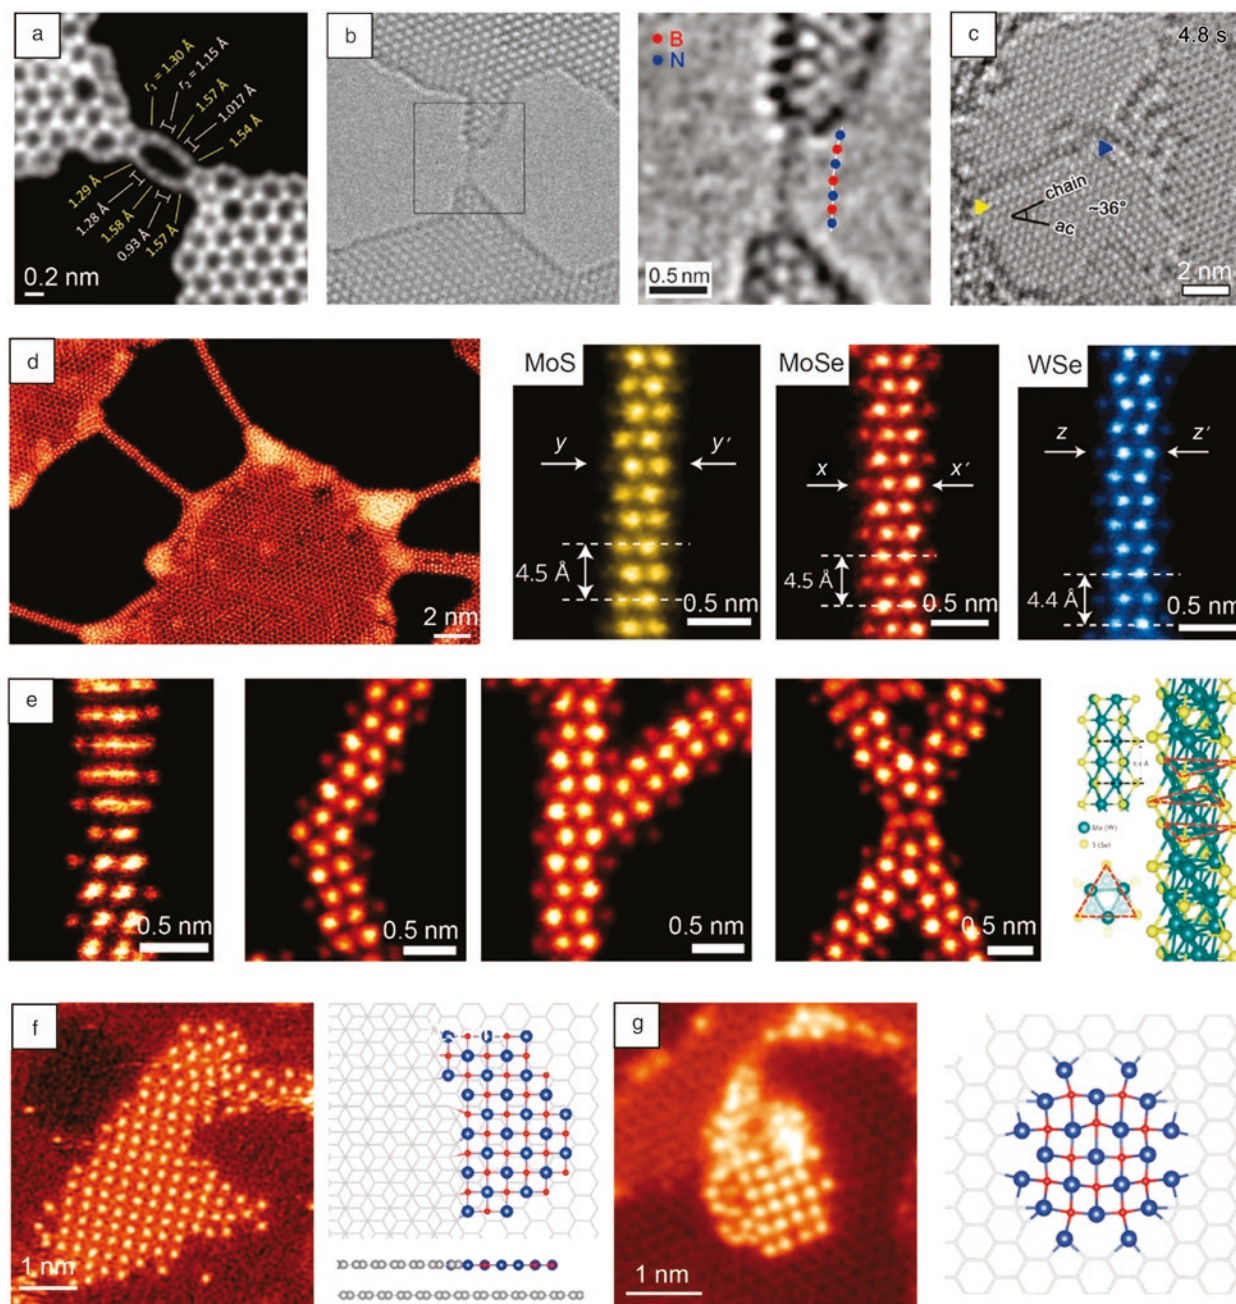 a
r₁ = 1.30 Å
r₂ = 1.15 Å
1.57 Å
1.017 Å
1.54 Å
1.29 Å
1.28 Å
1.58 Å
0.93 Å
1.57 Å
0.2 nm
b
B
N
0.5 nm
c
4.8 s
chain
ac
~36°
2 nm
d
2 nm
MoS
y
y′
4.5 Å
0.5 nm
MoSe
x
x′
4.5 Å
0.5 nm
WSe
z
z′
4.4 Å
0.5 nm
e
0.5 nm
0.5 nm
0.5 nm
0.5 nm
4.4 Å
Mo (W)
S (Se)
f
1 nm
g
1 nm